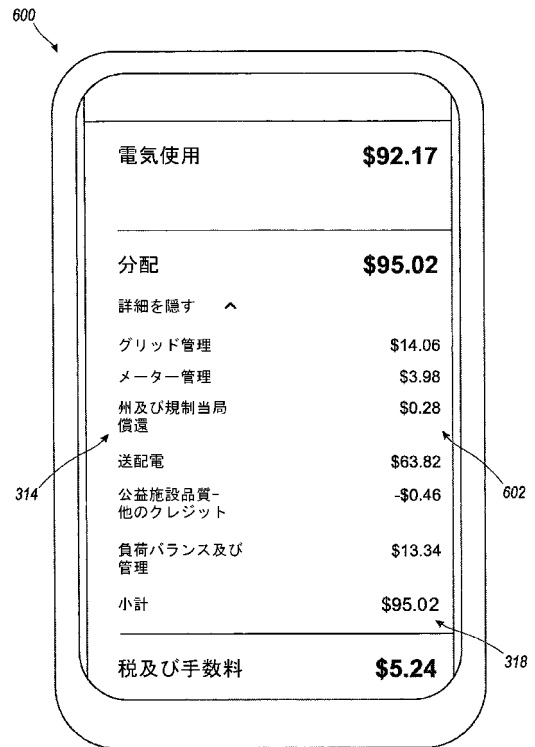 600
電気使用 $92.17
分配 $95.02
詳細を隠す ^
グリッド管理 $14.06
メーター管理 $3.98
州及び規制当局 $0.28
償還
送配電 $63.82
公益施設品質- -$0.46
他のクレジット
負荷バランス及び $13.34
管理
小計 $95.02
税及び手数料 $5.24
314
602
318